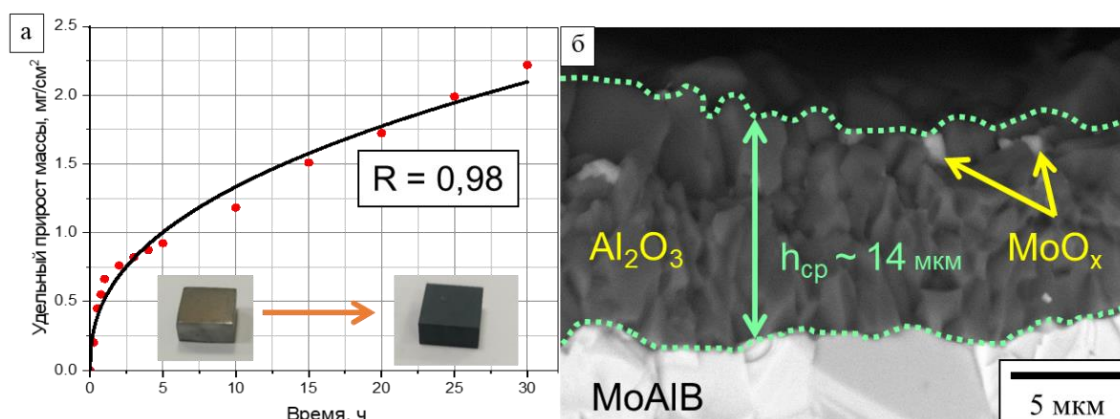 а
Удельный прирост массы, мг/см²
2.5
2.0
1.5
1.0
0.5
0.0
R = 0,98
0
5
10
15
20
25
30
Время, ч
б
Al₂O₃
h_ср ~ 14 мкм
MoOₓ
MoAlB
5 мкм